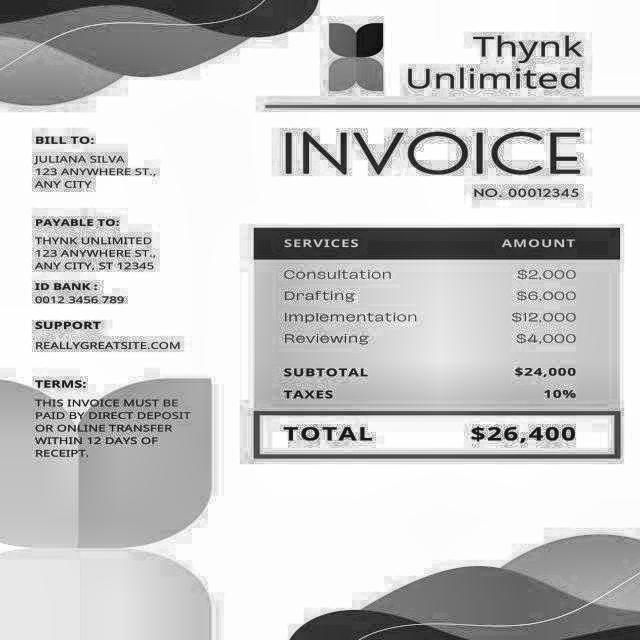 Thynk
Unlimited
INVOICE
NO. 00012345
BILL TO:
JULIANA SILVA
123 ANYWHERE ST.,
ANY CITY
PAYABLE TO:
THYNK UNLIMITED
123 ANYWHERE ST.,
ANY CITY, ST 12345
ID BANK :
0012 3456 789
SUPPORT
REALLYGREATSITE.COM
TERMS:
THIS INVOICE MUST BE
PAID BY DIRECT DEPOSIT
OR ONLINE TRANSFER
WITHIN 12 DAYS OF
RECEIPT.
SERVICES AMOUNT
Consultation $2,000
Drafting $6,000
Implementation $12,000
Reviewing $4,000
SUBTOTAL $24,000
TAXES 10%
TOTAL $26,400